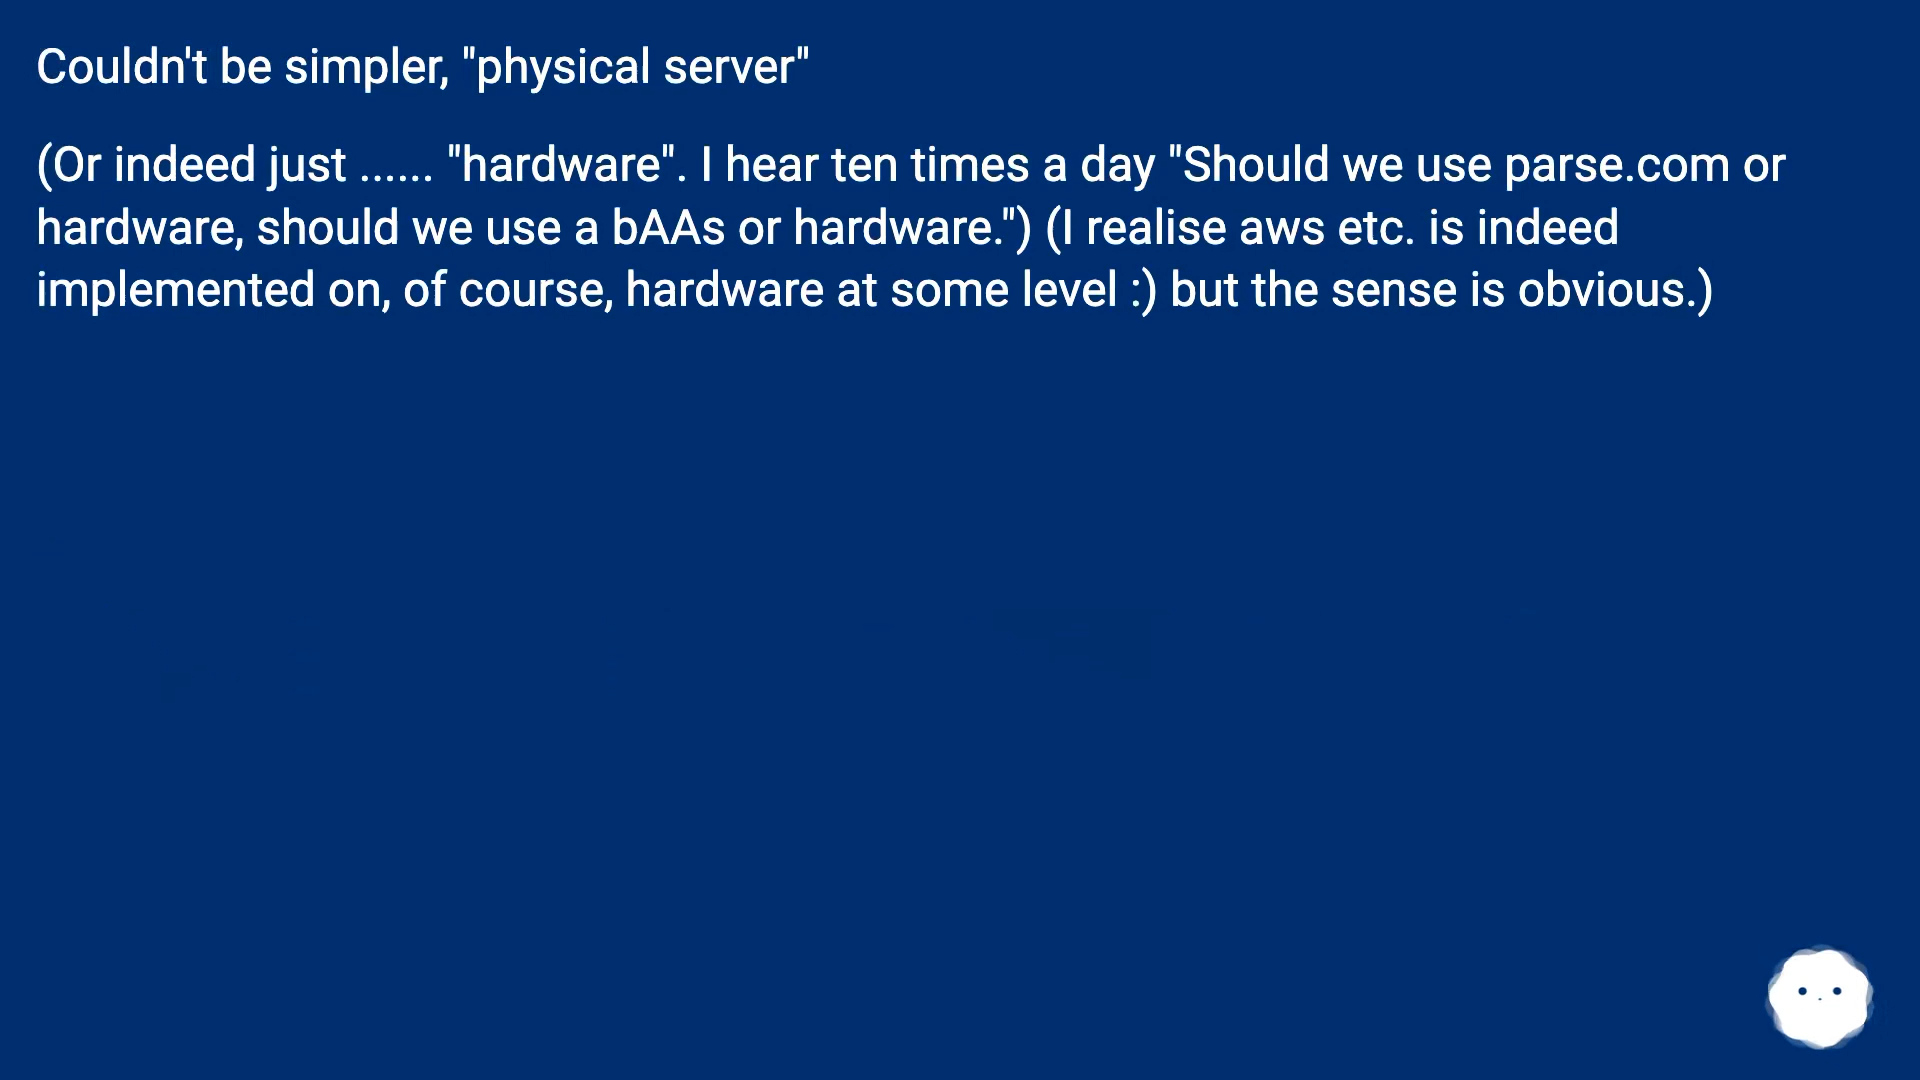 Couldn't be simpler, "physical server"
(Or indeed just ...... "hardware". I hear ten times a day "Should we use parse.com or
hardware, should we use a bAAs or hardware.") (I realise aws etc. is indeed
implemented on, of course, hardware at some level :) but the sense is obvious.)